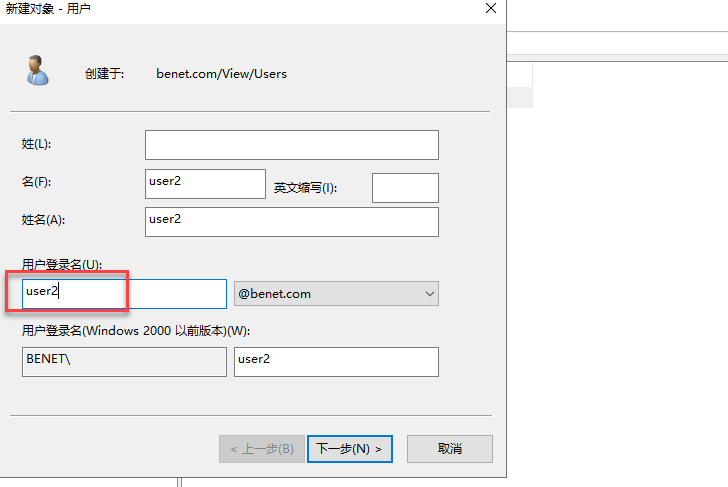 新建对象 - 用户
创建于: benet.com/View/Users
姓(L):
名(F): user2 英文缩写(I):
姓名(A): user2
用户登录名(U):
user2 @benet.com
用户登录名(Windows 2000 以前版本)(W):
BENET\ user2
< 上一步(B) 下一步(N) > 取消